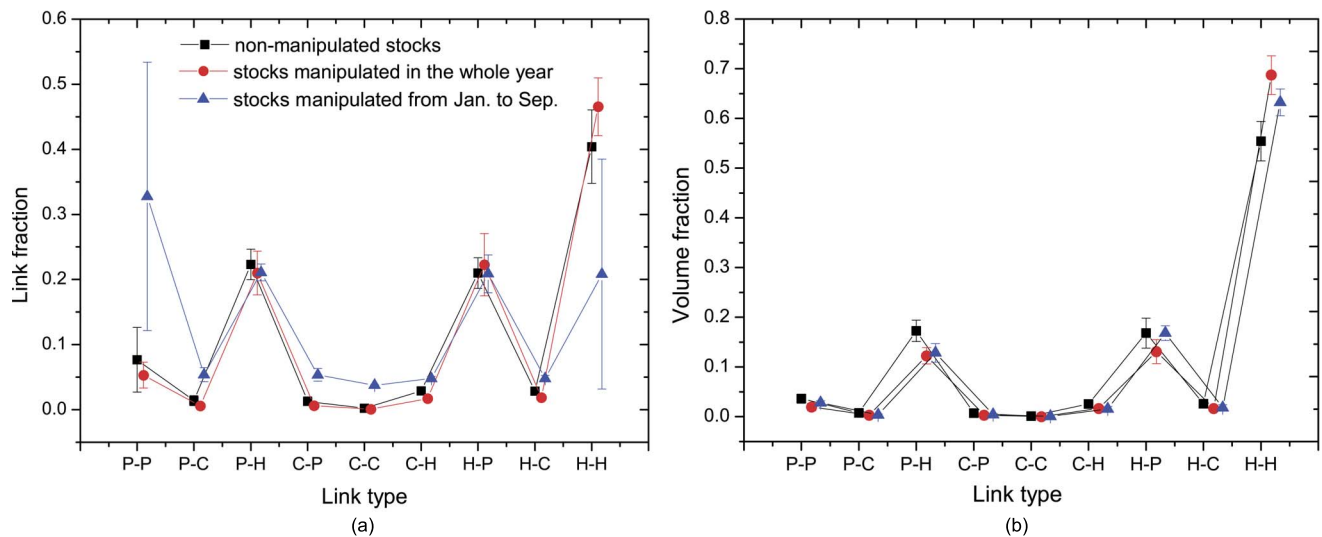 0.6
0.5
0.4
0.3
0.2
0.1
0.0
Link fraction
non-manipulated stocks
stocks manipulated in the whole year
stocks manipulated from Jan. to Sep.
P-P P-C P-H C-P C-C C-H H-P H-C H-H
Link type
(a)
0.8
0.7
0.6
0.5
0.4
0.3
0.2
0.1
0.0
Volume fraction
P-P P-C P-H C-P C-C C-H H-P H-C H-H
Link type
(b)